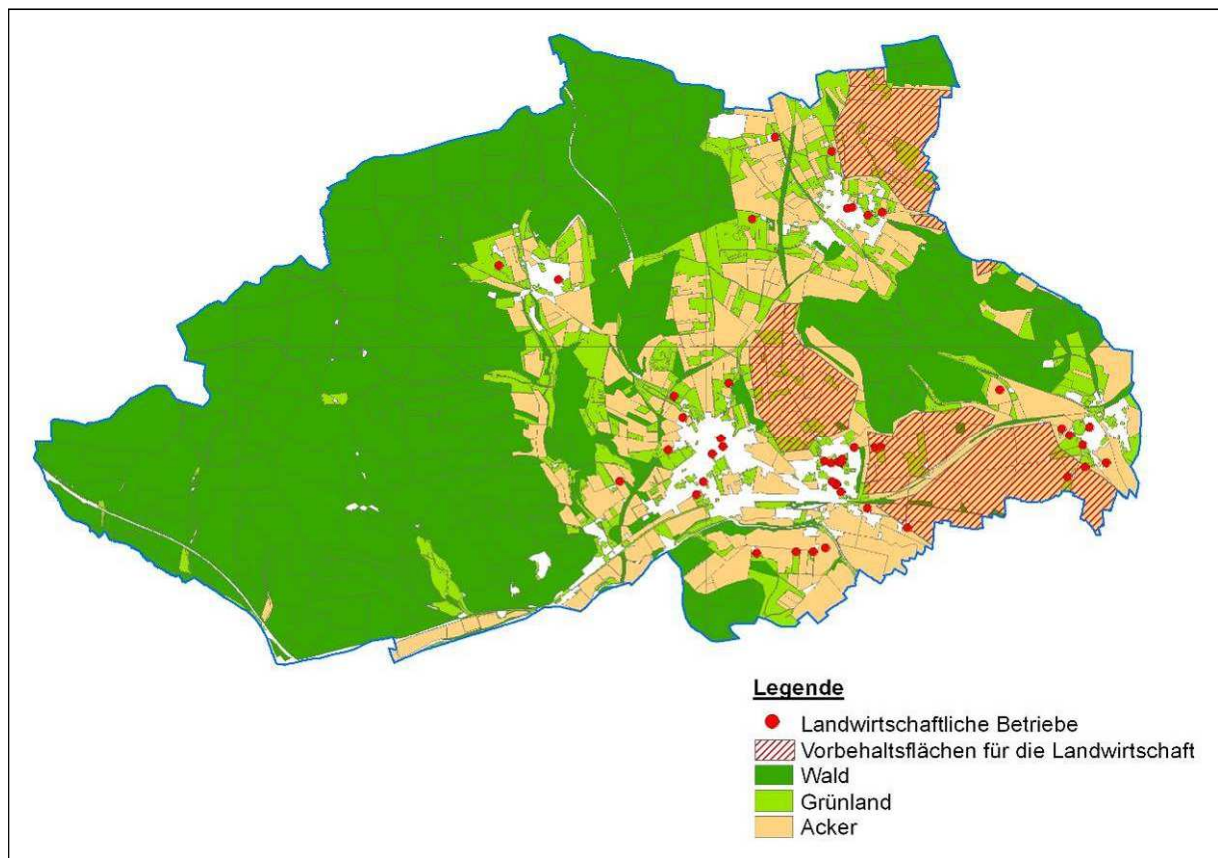 Legende
Landwirtschaftliche Betriebe
Vorbehaltsflächen für die Landwirtschaft
Wald
Grünland
Acker